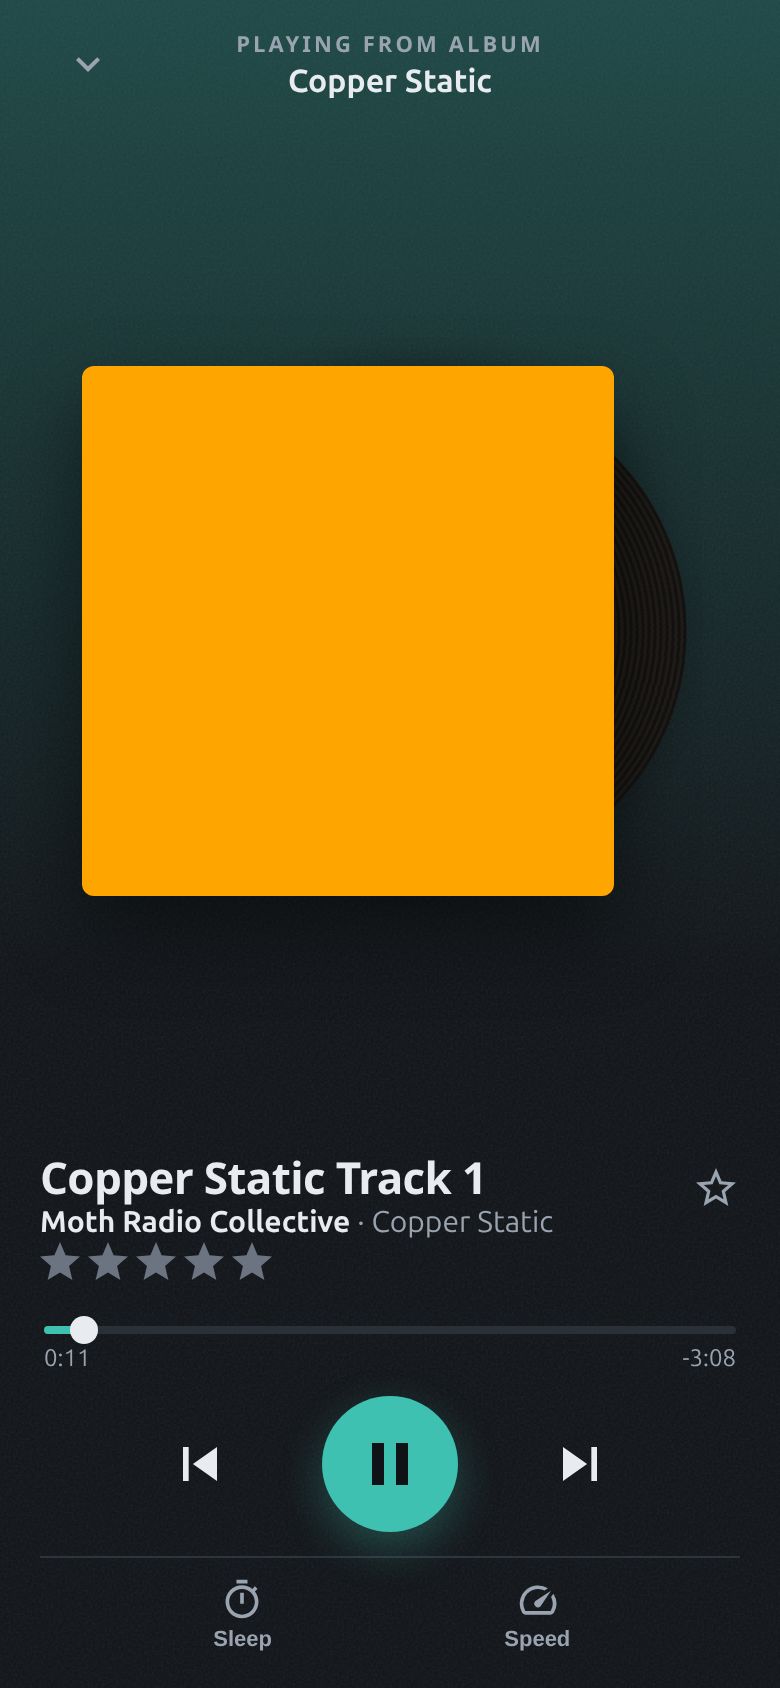 PLAYING FROM ALBUM
Copper Static
Copper Static Track 1
Moth Radio Collective · Copper Static
0:11
-3:08
Sleep
Speed